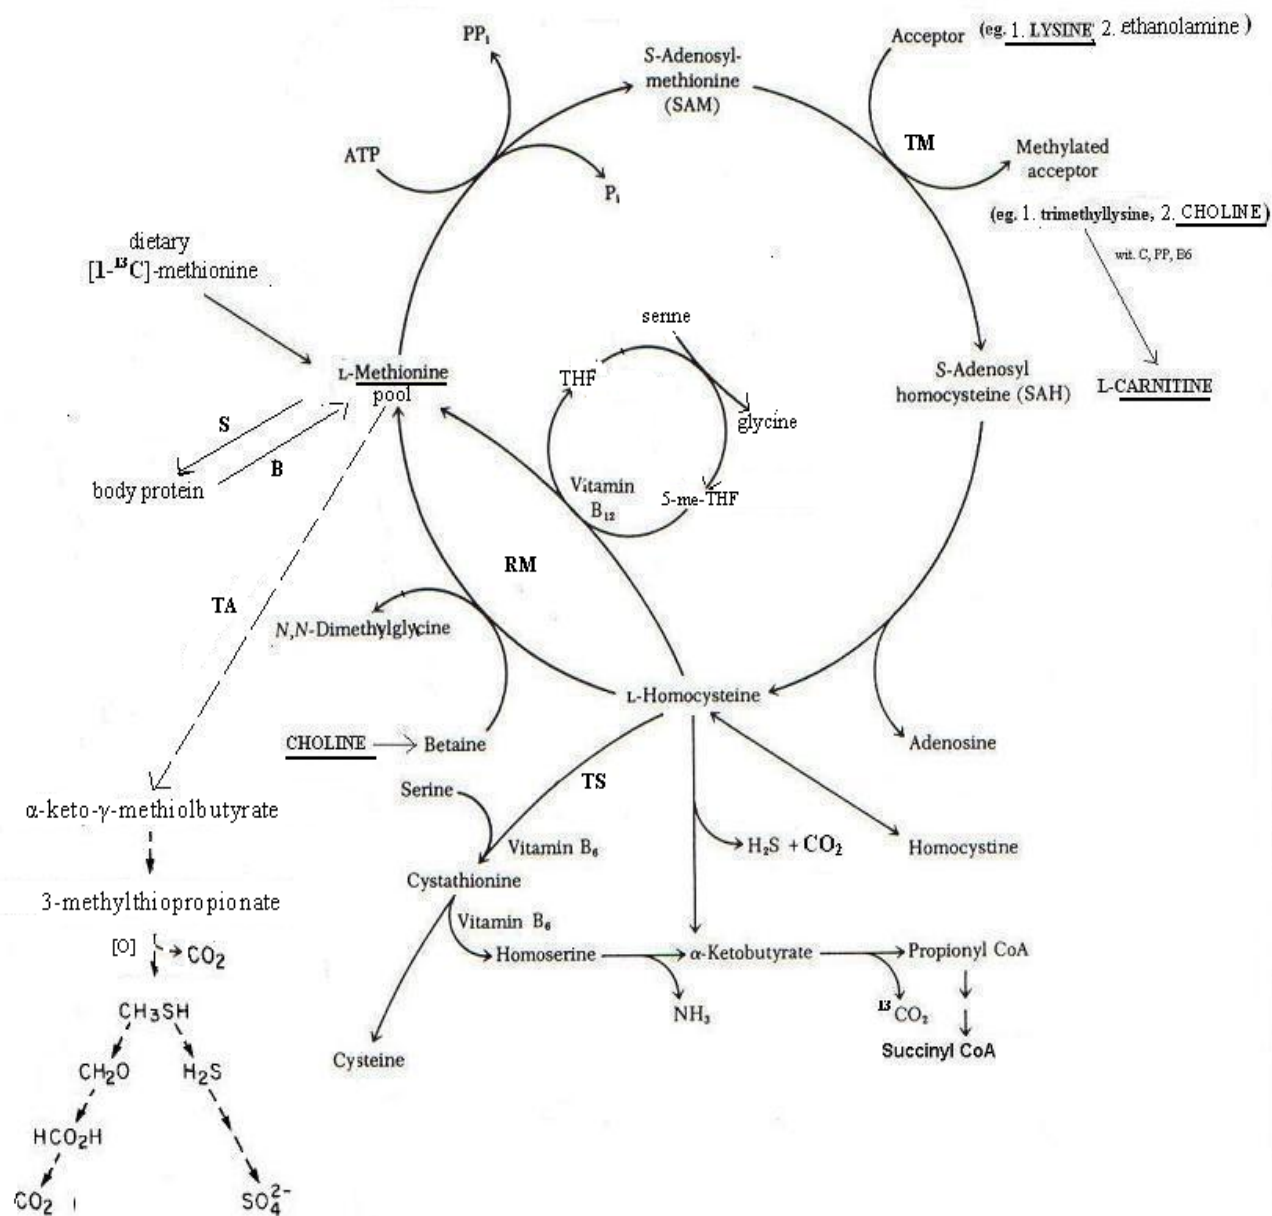 PP₁
S-Adenosyl-
methionine
(SAM)
Acceptor (eg. 1. LYSINE, 2. ethanolamine)
ATP
P₁
TM
Methylated
acceptor
(eg. 1. trimethyllysine, 2. CHOLINE)
wit. C, PP, B6
dietary
[1-¹³C]-methionine
serine
L-Methionine
pool
THF
glycine
S-Adenosyl
homocysteine (SAH)
L-CARNITINE
S
B
body protein
Vitamin
B₁₂
5-me-THF
RM
TA
N,N-Dimethylglycine
L-Homocysteine
CHOLINE
Betaine
Adenosine
TS
Serine
α-keto-γ-methiolbutyrate
Vitamin B₆
H₂S + CO₂
Homocystine
Cystathionine
3-methylthiopropionate
Vitamin B₆
[O]
CO₂
Homoserine
α-Ketobutyrate
Propionyl CoA
CH₃SH
NH₃
¹³CO₂
Succinyl CoA
Cysteine
CH₂O
H₂S
HCO₂H
CO₂
SO₄²⁻